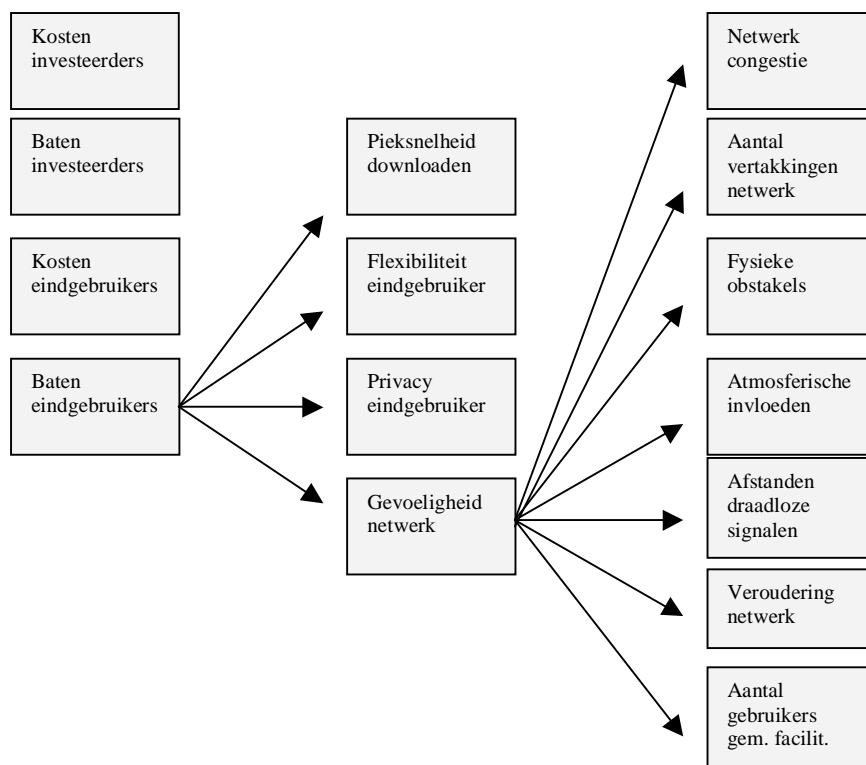 Kosten
investeerders
Baten
investeerders
Kosten
eindgebruikers
Baten
eindgebruikers
Pieksnelheid
downloaden
Flexibiliteit
eindgebruiker
Privacy
eindgebruiker
Gevoeligheid
netwerk
Netwerk
congestie
Aantal
vertakkingen
netwerk
Fysieke
obstakels
Atmosferische
invloeden
Afstanden
draadloze
signalen
Veroudering
netwerk
Aantal
gebruikers
gem. facilit.